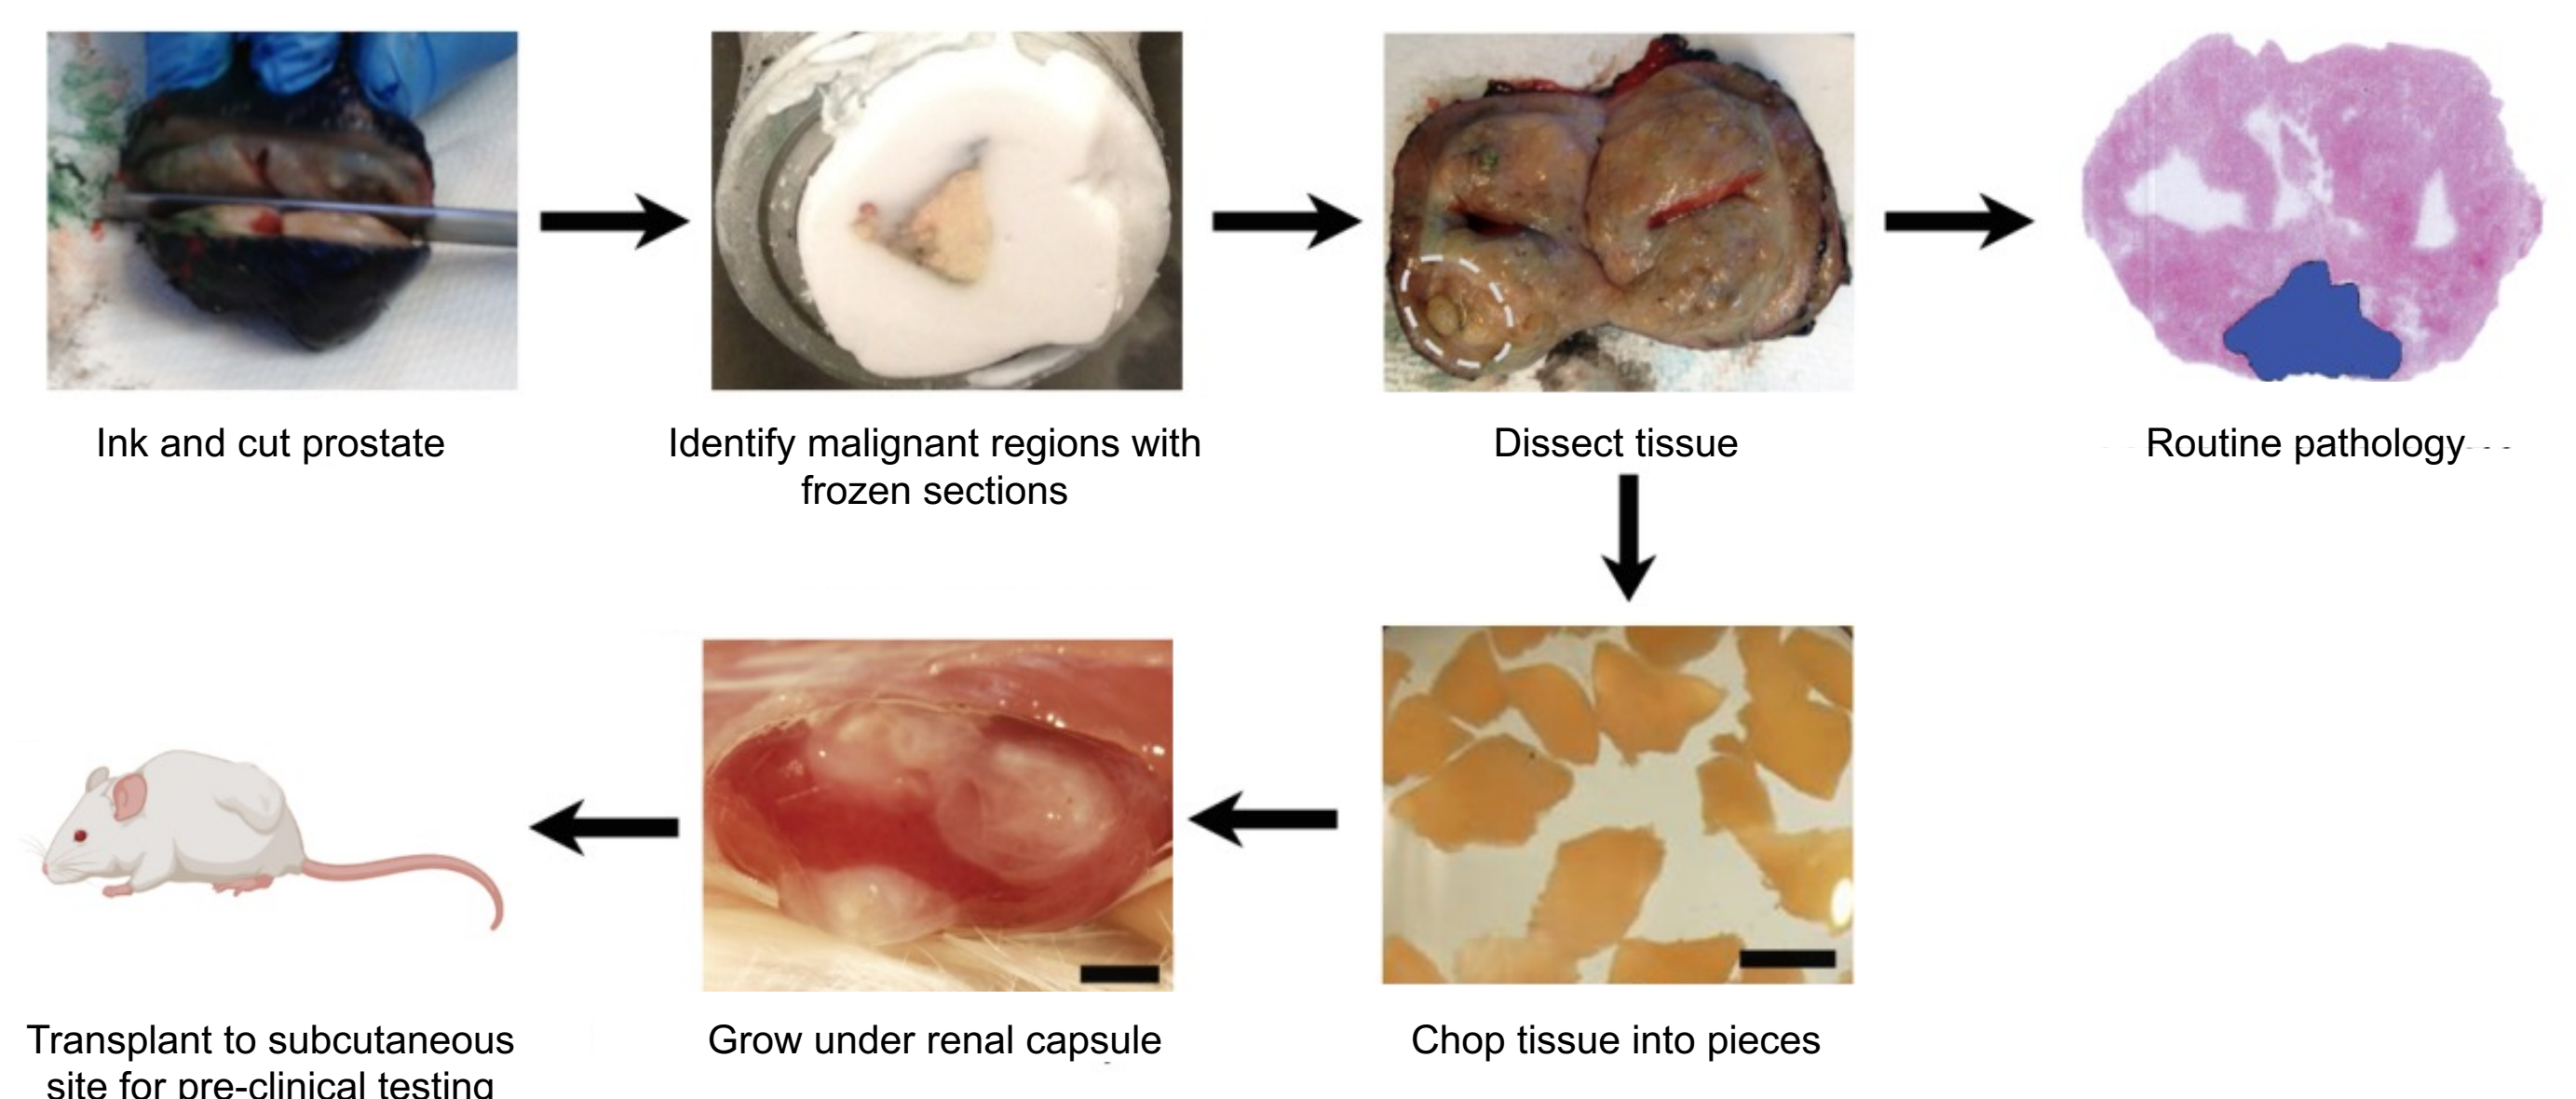 Ink and cut prostate
Identify malignant regions with
frozen sections
Dissect tissue
Routine pathology
Transplant to subcutaneous
site for pre-clinical testing
Grow under renal capsule
Chop tissue into pieces